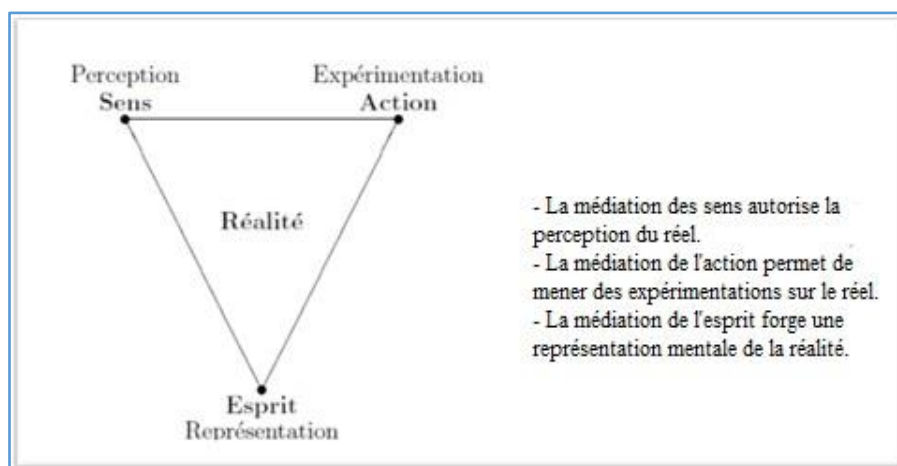 Perception
Sens
Expérimentation
Action
Réalité
- La médiation des sens autorise la
perception du réel.
- La médiation de l'action permet de
mener des expérimentations sur le réel.
- La médiation de l'esprit forge une
représentation mentale de la réalité.
Esprit
Représentation